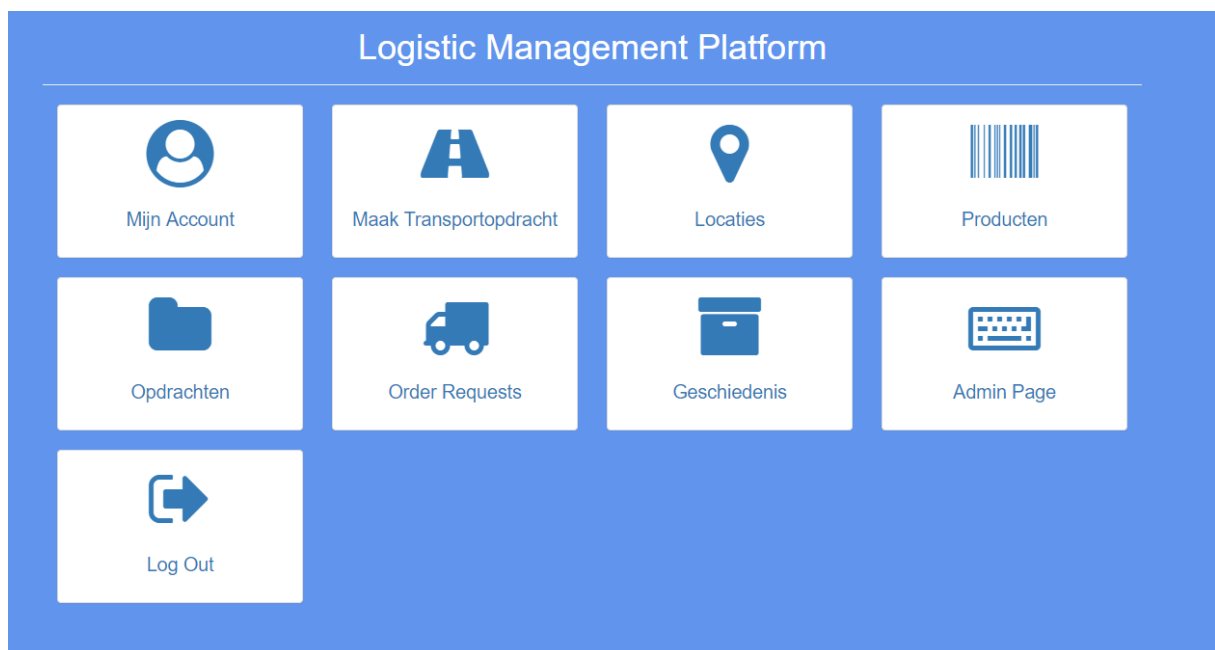 Logistic Management Platform
Mijn Account
Maak Transportopdracht
Locaties
Producten
Opdrachten
Order Requests
Geschiedenis
Admin Page
Log Out